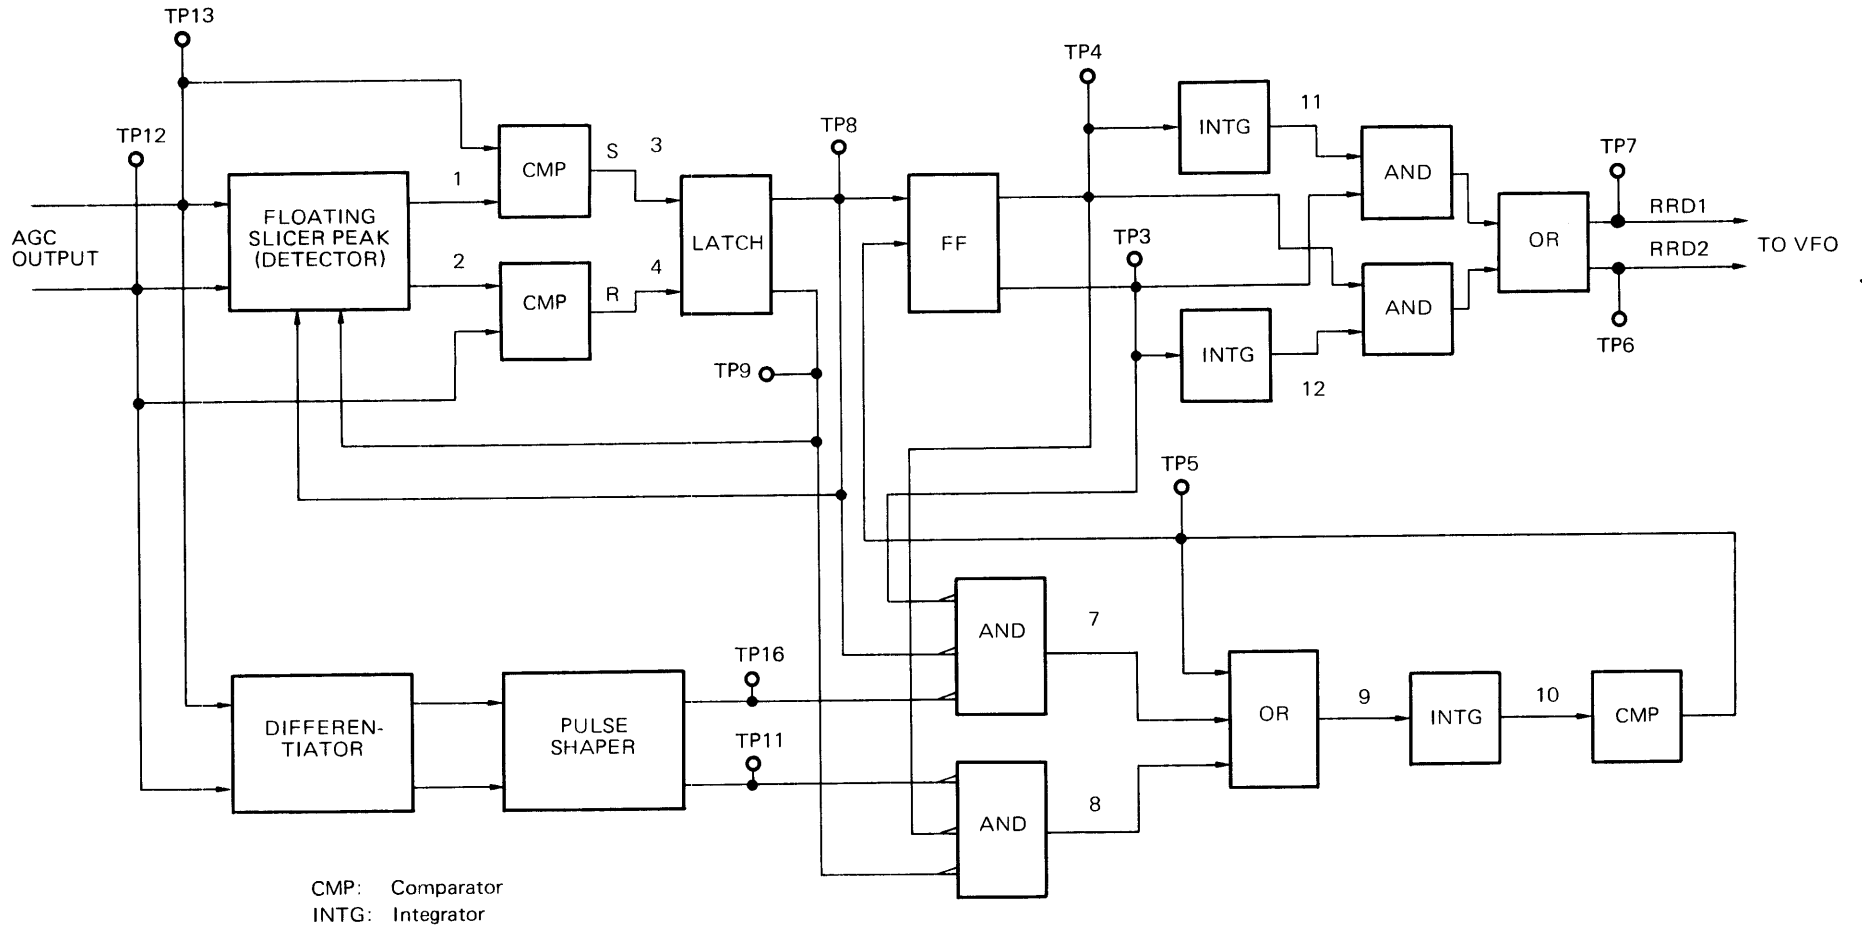 TP13
TP4
11
INTG
TP12
TP8
S
3
TP7
CMP
AND
1
RRD1
FLOATING
SLICER PEAK
(DETECTOR)
AGC
OUTPUT
LATCH
FF
TP3
OR
TO VFO
2
4
RRD2
CMP
R
AND
TP6
INTG
TP9
12
TP5
7
AND
TP16
9
10
DIFFEREN-
TIATOR
PULSE
SHAPER
OR
INTG
CMP
TP11
8
AND
CMP: Comparator
INTG: Integrator